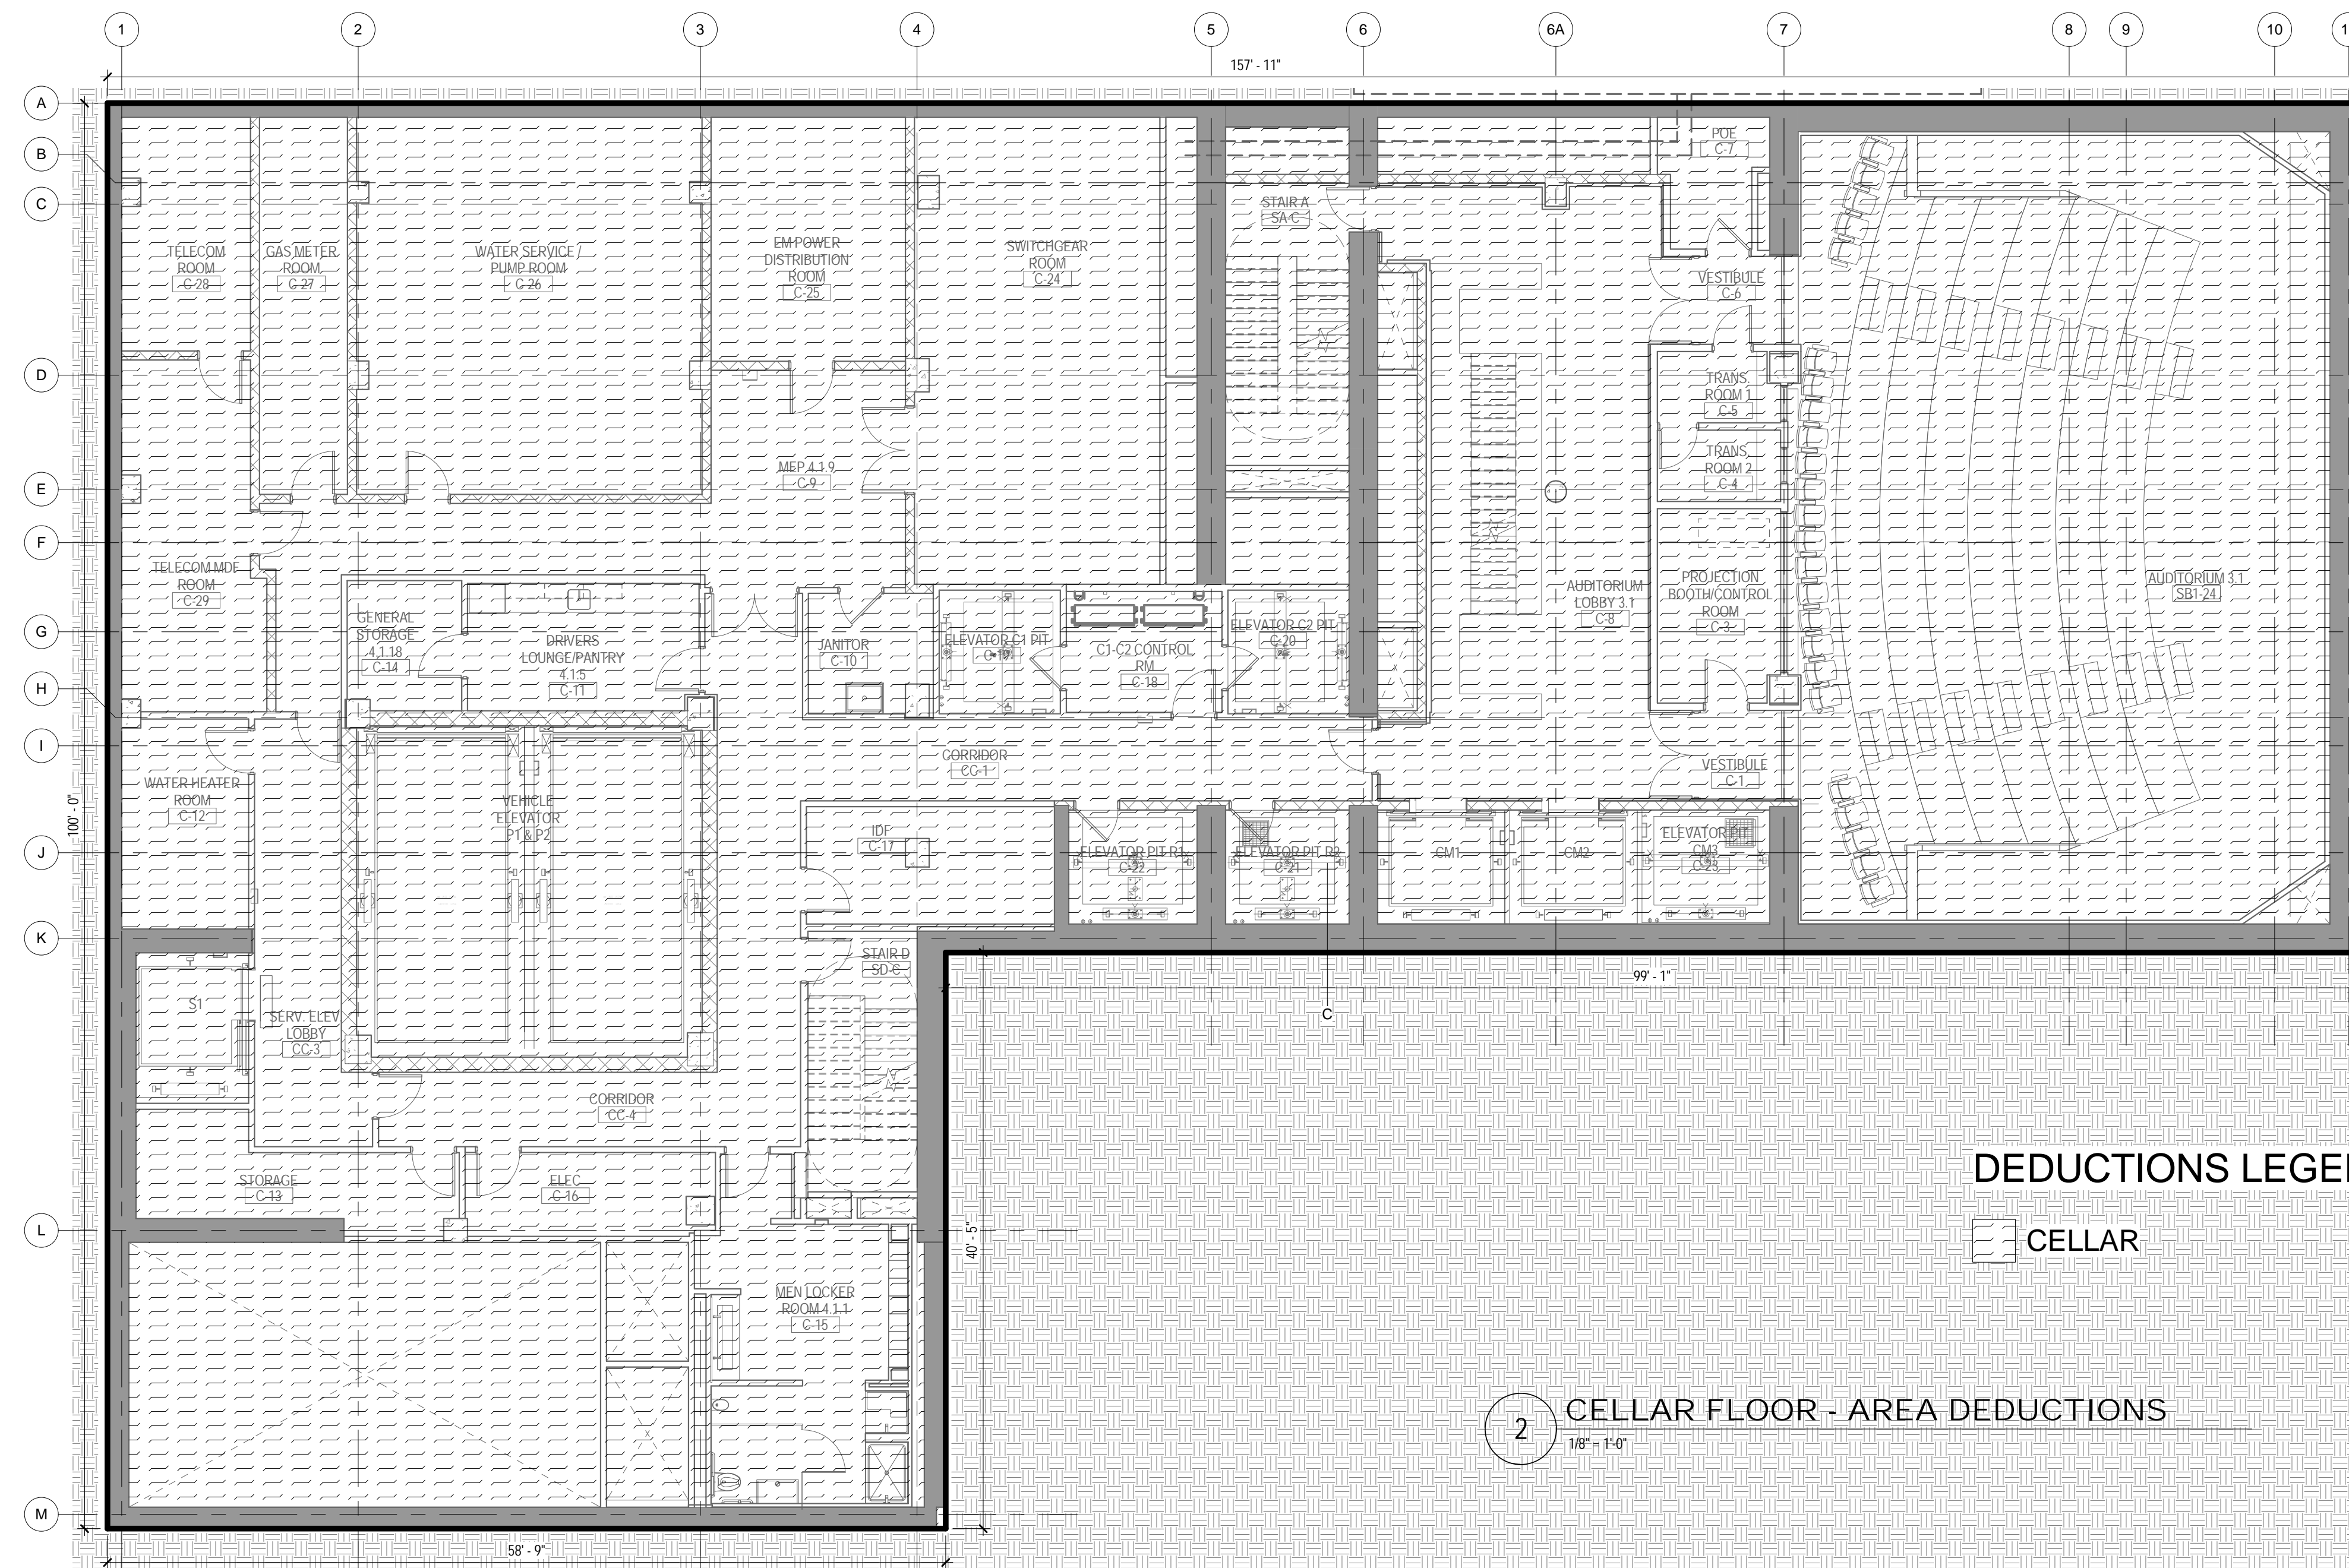 1
2
3
4
5
6
6A
7
8
9
10
157' - 11"
A
B
C
D
E
F
G
H
I
J
K
L
M
POE
C-7
STAIR A
SA-C
TELECOM
ROOM
C-28
GAS METER
ROOM
C-27
WATER SERVICE /
PUMP ROOM
C-26
EM POWER
DISTRIBUTION
ROOM
C-25
SWITCHGEAR
ROOM
C-24
VESTIBULE
C-6
TRANS.
ROOM 1
C-5
TRANS.
ROOM 2
C-4
MEP 4.1.9
C-9
TELECOM MDF
ROOM
C-29
GENERAL
STORAGE
4.1.18
C-14
DRIVERS
LOUNGE/PANTRY
4.1.5
C-11
JANITOR
C-10
ELEVATOR C1 PIT
C1-C2 CONTROL
RM
C-18
ELEVATOR C2 PIT
C-20
AUDITORIUM
LOBBY 3.1
C-8
PROJECTION
BOOTH/CONTROL
ROOM
C-3
AUDITORIUM 3.1
SB1-24
CORRIDOR
CC-1
VESTIBULE
C-1
WATER HEATER
ROOM
C-12
100' - 0"
VEHICLE
ELEVATOR
P1 & P2
IDF
C-17
ELEVATOR PIT R1
C-22
ELEVATOR PIT R2
C-21
CM1
CM2
ELEVATOR PIT
CM3
C-23
STAIR D
SD-C
99' - 1"
C
S1
SERV. ELEV
LOBBY
CC-3
CORRIDOR
CC-4
STORAGE
C-13
ELEC
C-16
40' - 5"
MEN LOCKER
ROOM 4.1.1
C-15
58' - 9"
DEDUCTIONS LEGE
CELLAR
2
CELLAR FLOOR - AREA DEDUCTIONS
1/8" = 1'-0"